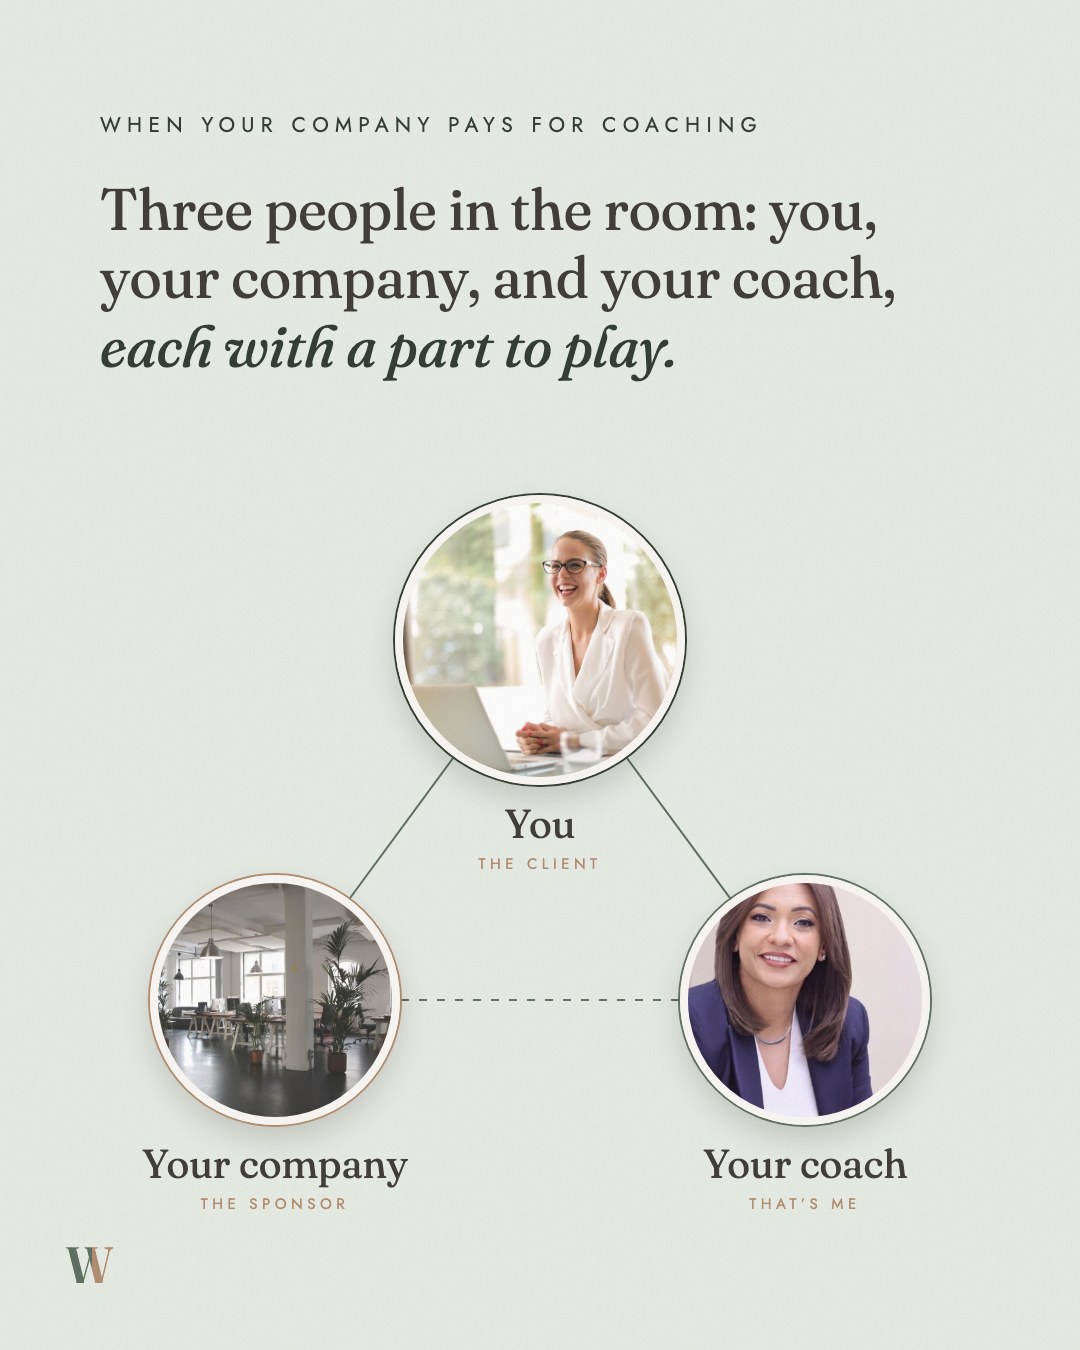 WHEN YOUR COMPANY PAYS FOR COACHING
Three people in the room: you,
your company, and your coach,
each with a part to play.
You
THE CLIENT
Your company
THE SPONSOR
Your coach
THAT’S ME
W